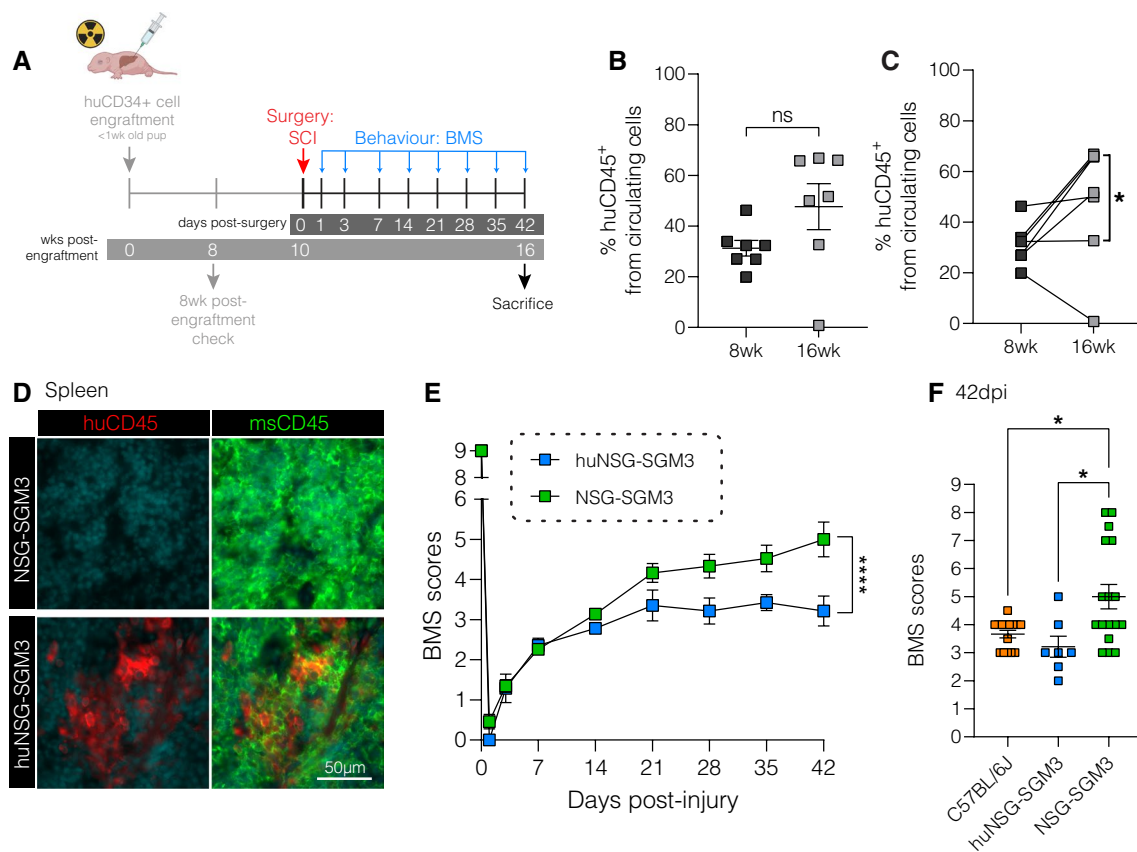 A
huCD34+ cell
engraftment
<1wk old pup
Surgery:
SCI
Behaviour: BMS
days post-surgery
0 1 3 7 14 21 28 35 42
wks post-
engraftment
0 8 10 16
8wk post-
engraftment
check
Sacrifice
B
% huCD45+
from circulating cells
100
80
60
40
20
0
ns
8wk 16wk
C
% huCD45+
from circulating cells
100
80
60
40
20
0
*
8wk 16wk
D Spleen
huCD45 msCD45
NSG-SGM3
huNSG-SGM3
50µm
E
BMS scores
9
8
6
5
4
3
2
1
0
huNSG-SGM3
NSG-SGM3
****
0 7 14 21 28 35 42
Days post-injury
F 42dpi
*
*
BMS scores
9
8
7
6
5
4
3
2
1
0
C57BL/6J
huNSG-SGM3
NSG-SGM3